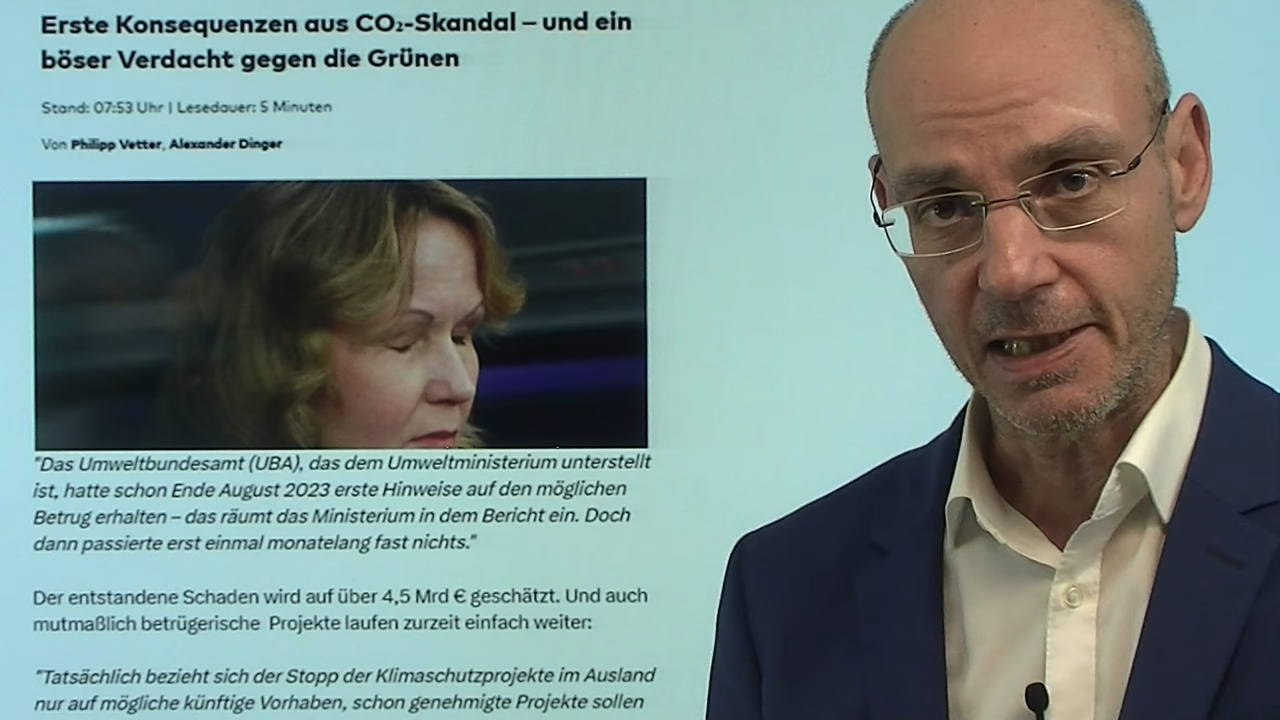 Erste Konsequenzen aus CO₂-Skandal – und ein
böser Verdacht gegen die Grünen
Stand: 07:53 Uhr | Lesedauer: 5 Minuten
Von Philipp Vetter, Alexander Dinger
"Das Umweltbundesamt (UBA), das dem Umweltministerium unterstellt
ist, hatte schon Ende August 2023 erste Hinweise auf den möglichen
Betrug erhalten – das räumt das Ministerium in dem Bericht ein. Doch
dann passierte erst einmal monatelang fast nichts."
Der entstandene Schaden wird auf über 4,5 Mrd € geschätzt. Und auch
mutmaßlich betrügerische Projekte laufen zurzeit einfach weiter:
"Tatsächlich bezieht sich der Stopp der Klimaschutzprojekte im Ausland
nur auf mögliche künftige Vorhaben, schon genehmigte Projekte sollen